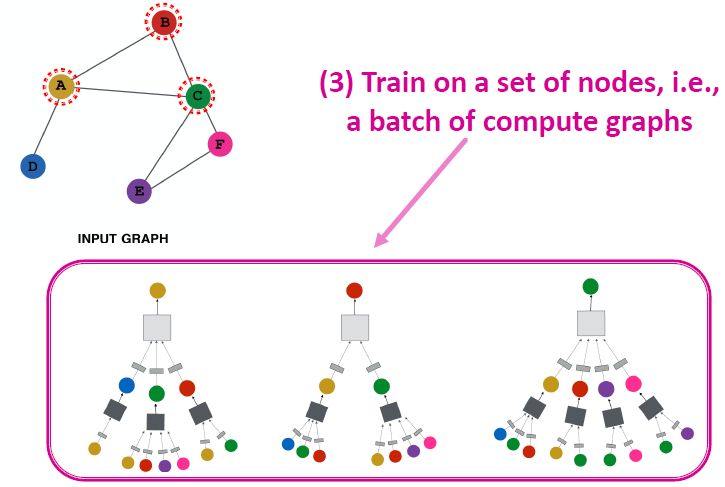 B
(3) Train on a set of nodes, i.e.,
a batch of compute graphs
A
C
F
D
E
INPUT GRAPH